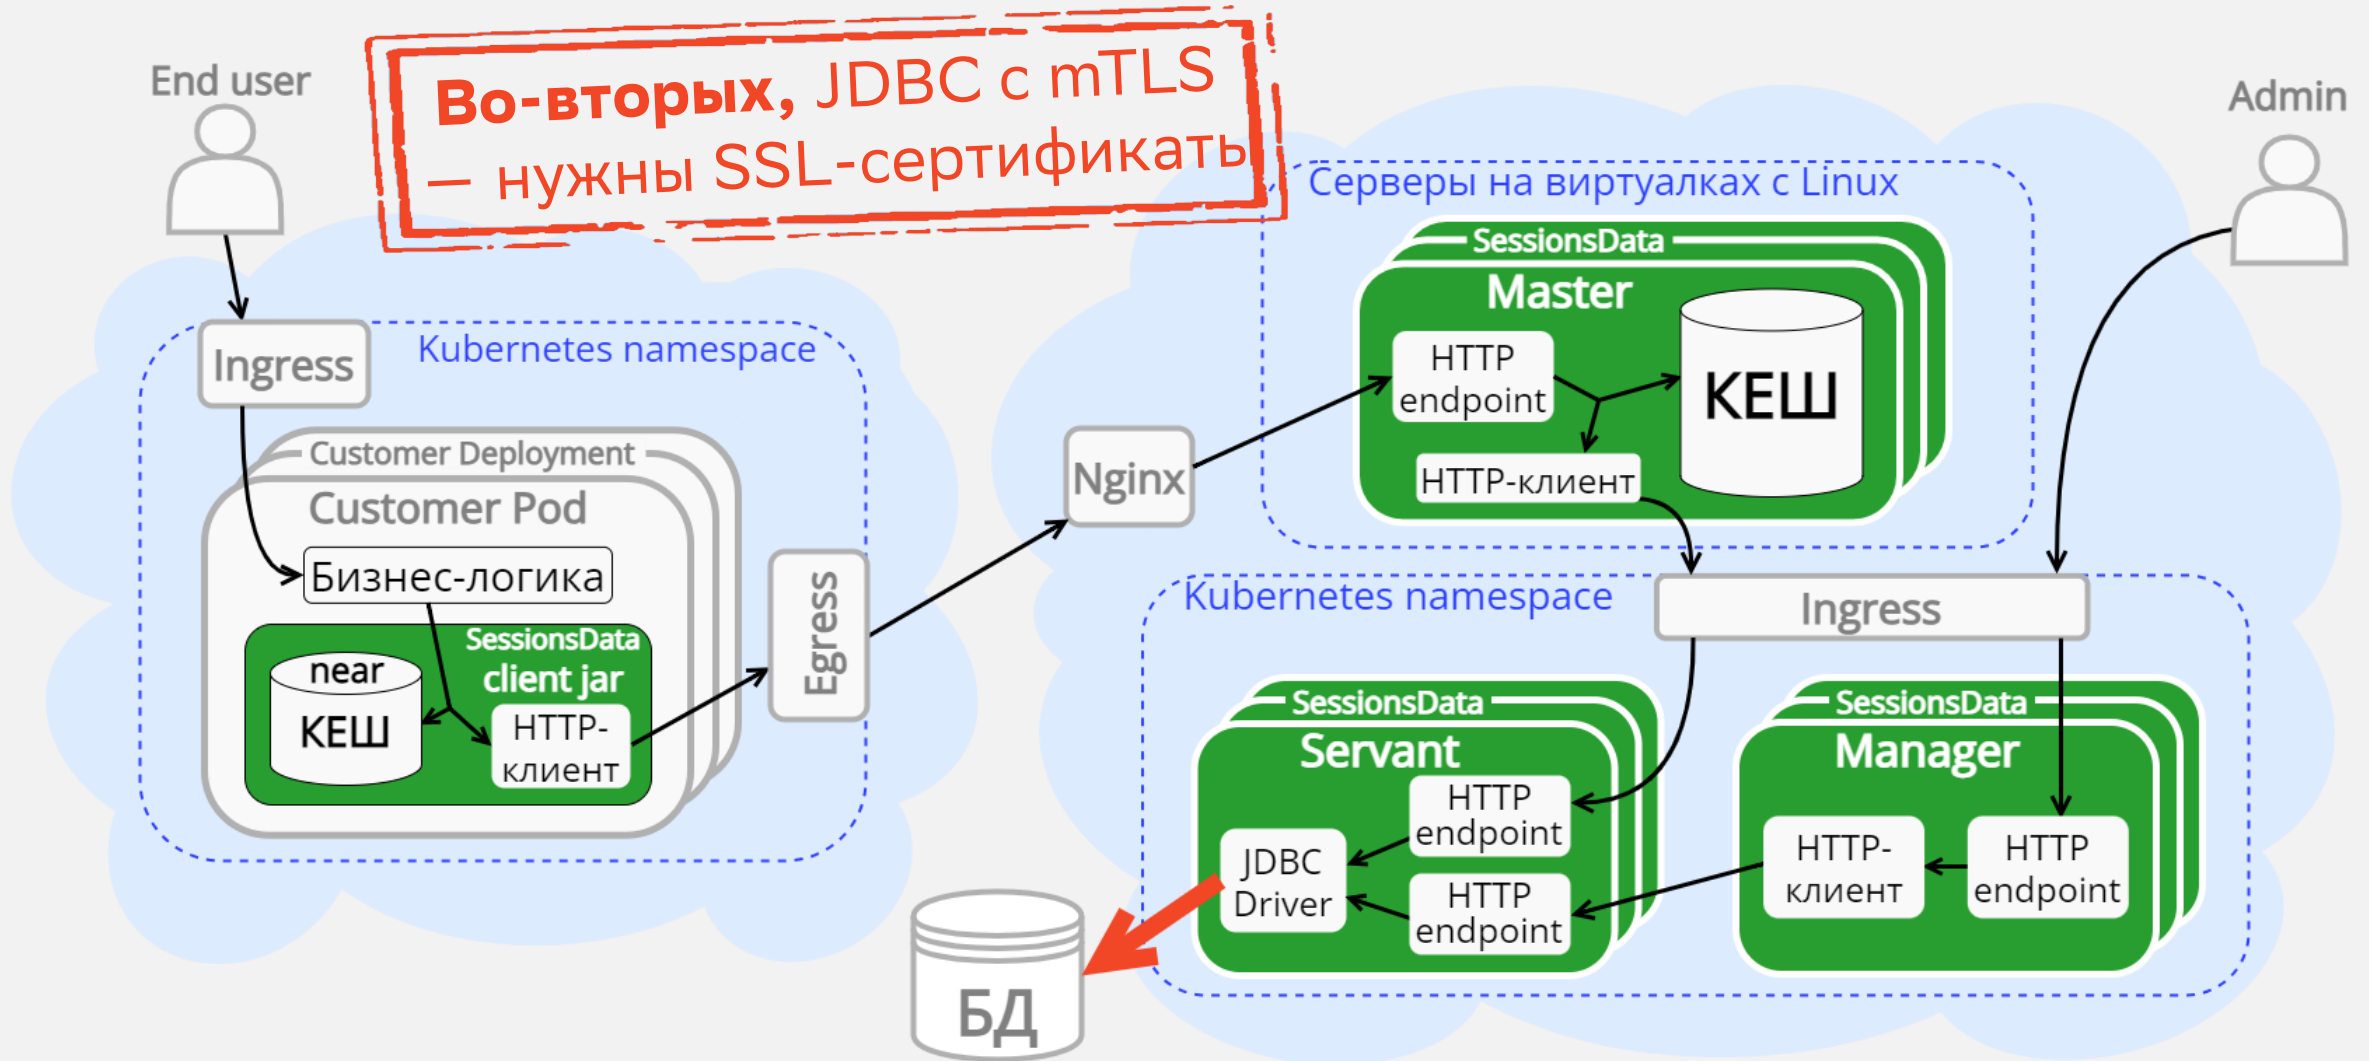 Во-вторых, JDBC с mTLS
— нужны SSL-сертификаты
End user
Admin
Ingress
Kubernetes namespace
Customer Deployment
Customer Pod
Бизнес-логика
SessionsData
client jar
near
КЕШ
HTTP-
клиент
Egress
Nginx
Серверы на виртуалках с Linux
SessionsData
Master
HTTP
endpoint
HTTP-клиент
КЕШ
Kubernetes namespace
Ingress
SessionsData
Servant
HTTP
endpoint
JDBC
Driver
HTTP
endpoint
SessionsData
Manager
HTTP-
клиент
HTTP
endpoint
БД